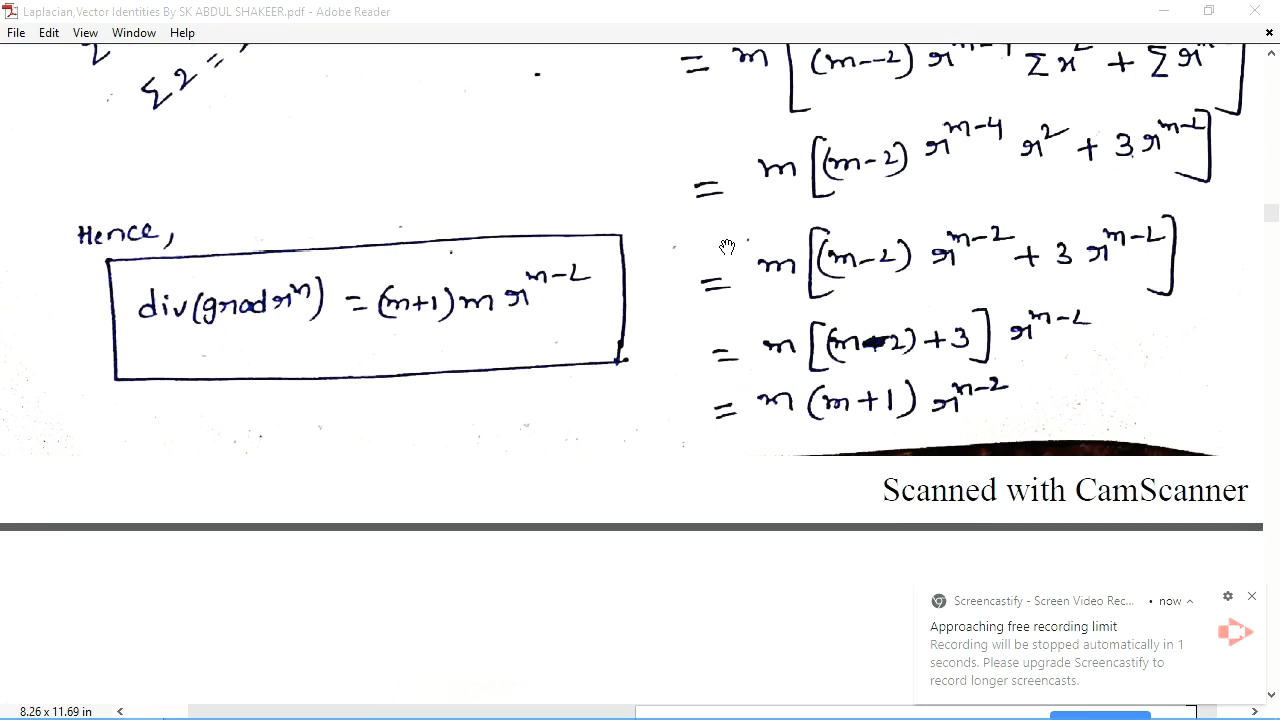 Laplacian,Vector Identities By SK ABDUL SHAKEER.pdf - Adobe Reader
File Edit View Window Help
Σ 2 =
= m [(m-2) r Σx² + Σ r ]
= m [(m-2) r^{m-4} r² + 3 r^{m-2}]
Hence,
div(grad rⁿ) = (m+1) m r^{m-2}
= m [(m-2) r^{m-2} + 3 r^{m-2}]
= m [(m-2) + 3] r^{m-2}
= m (m+1) r^{n-2}
Scanned with CamScanner
Screencastify - Screen Video Rec... • now
Approaching free recording limit
Recording will be stopped automatically in 1
seconds. Please upgrade Screencastify to
record longer screencasts.
8.26 x 11.69 in